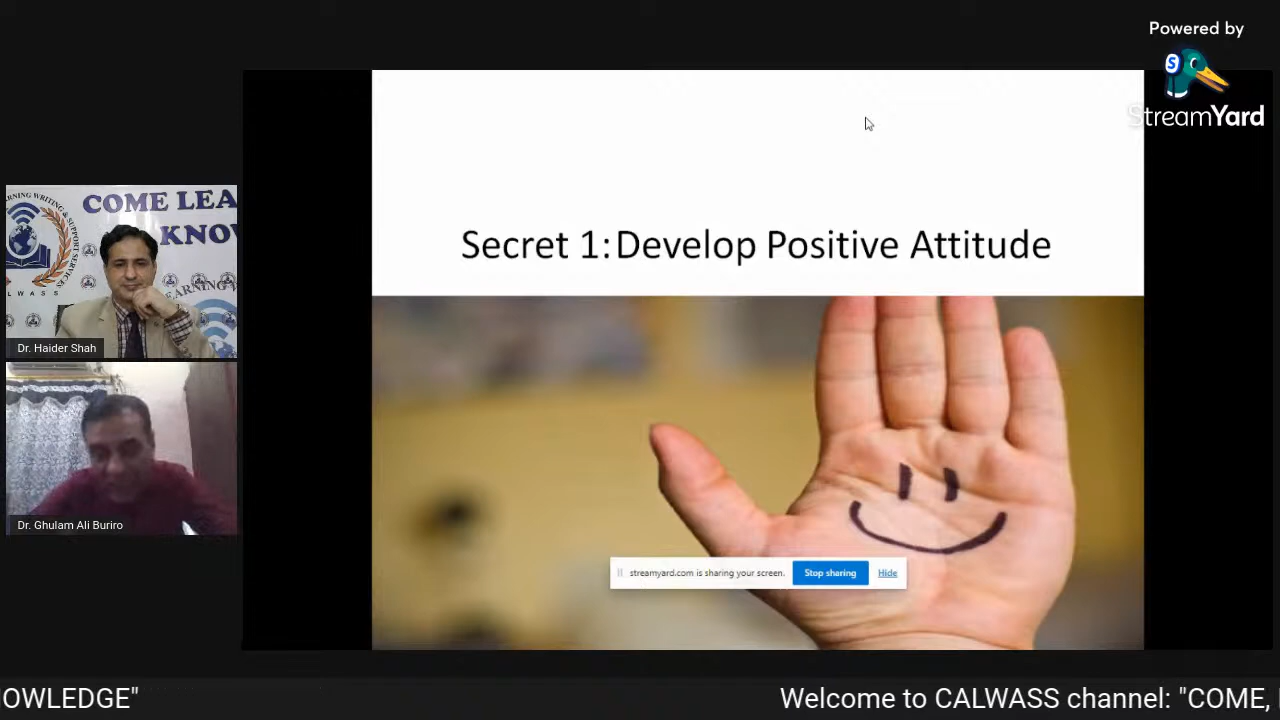 Powered by
StreamYard
COME LEA
KNOW
Dr. Haider Shah
Dr. Ghulam Ali Buriro
Secret 1: Develop Positive Attitude
streamyard.com is sharing your screen.
Stop sharing
Hide
OWLEDGE"
Welcome to CALWASS channel: "COME,